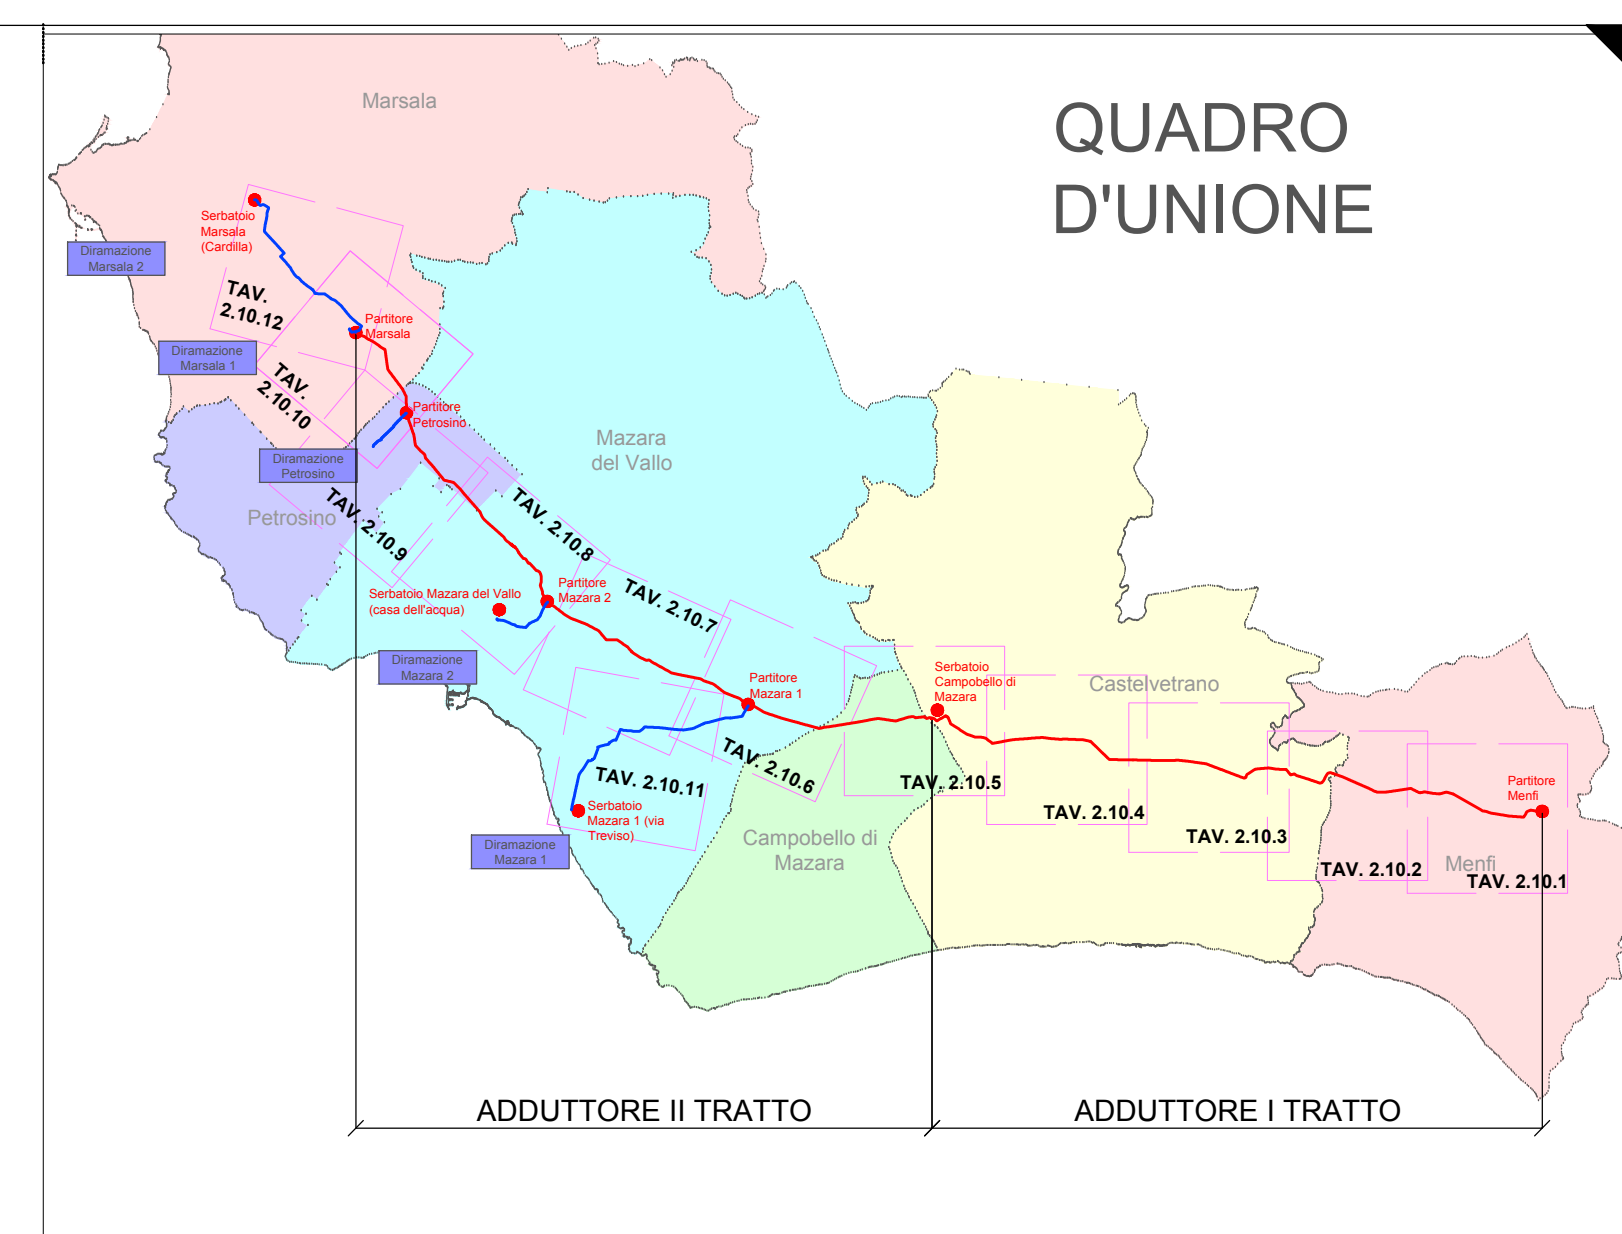 QUADRO
D'UNIONE
Marsala
Serbatoio
Marsala
(Cardilla)
Diramazione
Marsala 2
TAV.
2.10.12
Partitore
Marsala
Diramazione
Marsala 1
TAV.
2.10.10
Partitore
Petrosino
Diramazione
Petrosino
Mazara
del Vallo
Petrosino
TAV. 2.10.9
TAV. 2.10.8
Serbatoio Mazara del Vallo
(casa dell'acqua)
Partitore
Mazara 2
TAV. 2.10.7
Diramazione
Mazara 2
Partitore
Mazara 1
Serbatoio
Campobello di
Mazara
Castelvetrano
TAV. 2.10.6
TAV. 2.10.11
TAV. 2.10.5
Serbatoio
Mazara 1 (via
Treviso)
Diramazione
Mazara 1
Campobello di
Mazara
TAV. 2.10.4
TAV. 2.10.3
Partitore
Menfi
Menfi
TAV. 2.10.2
TAV. 2.10.1
ADDUTTORE II TRATTO
ADDUTTORE I TRATTO